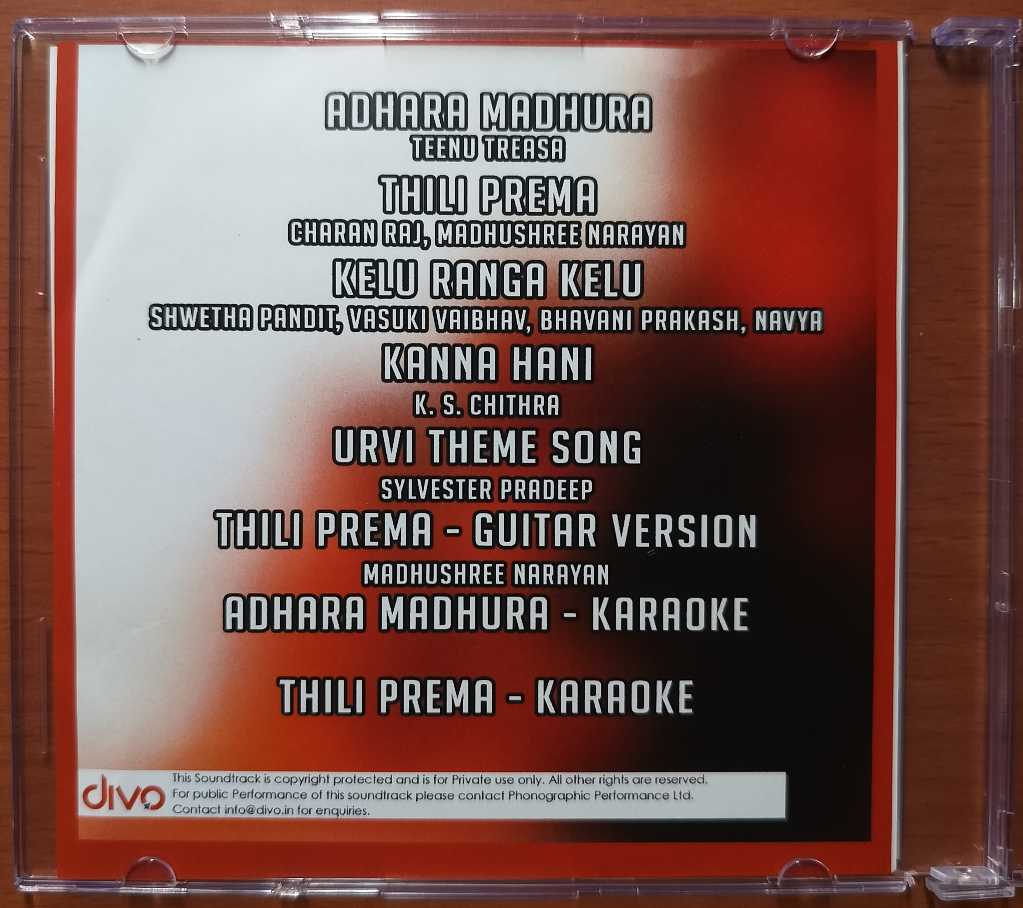 ADHARA MADHURA
TEENU TREASA
THILI PREMA
CHARAN RAJ, MADHUSHREE NARAYAN
KELU RANGA KELU
SHWETHA PANDIT, VASUKI VAIBHAV, BHAVANI PRAKASH, NAVYA
KANNA HANI
K. S. CHITHRA
URVI THEME SONG
SYLVESTER PRADEEP
THILI PREMA - GUITAR VERSION
MADHUSHREE NARAYAN
ADHARA MADHURA - KARAOKE
THILI PREMA - KARAOKE
divo
This Soundtrack is copyright protected and is for Private use only. All other rights are reserved.
For public Performance of this soundtrack please contact Phonographic Performance Ltd.
Contact info@divo.in for enquiries.